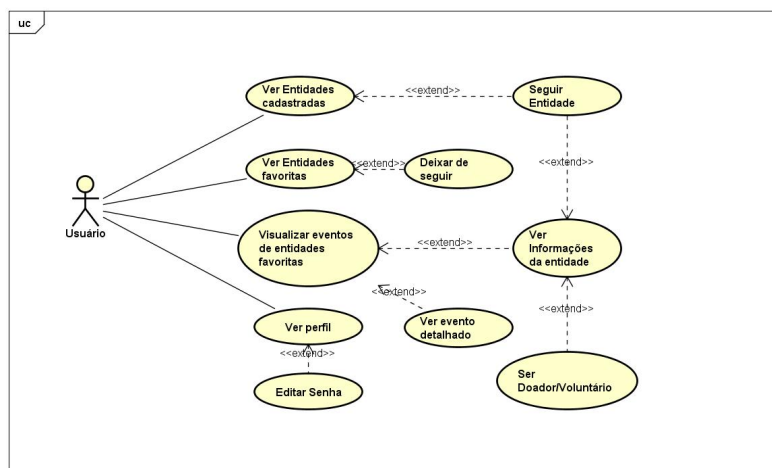 uc
Ver Entidades
cadastradas
<<extend>>
Seguir
Entidade
<<extend>>
Ver Entidades
favoritas
<<extend>>
Deixar de
seguir
Usuário
Visualizar eventos
de entidades
favoritas
<<extend>>
Ver
Informações
da entidade
<<extend>>
Ver evento
detalhado
<<extend>>
Ver perfil
<<extend>>
Editar Senha
Ser
Doador/Voluntário